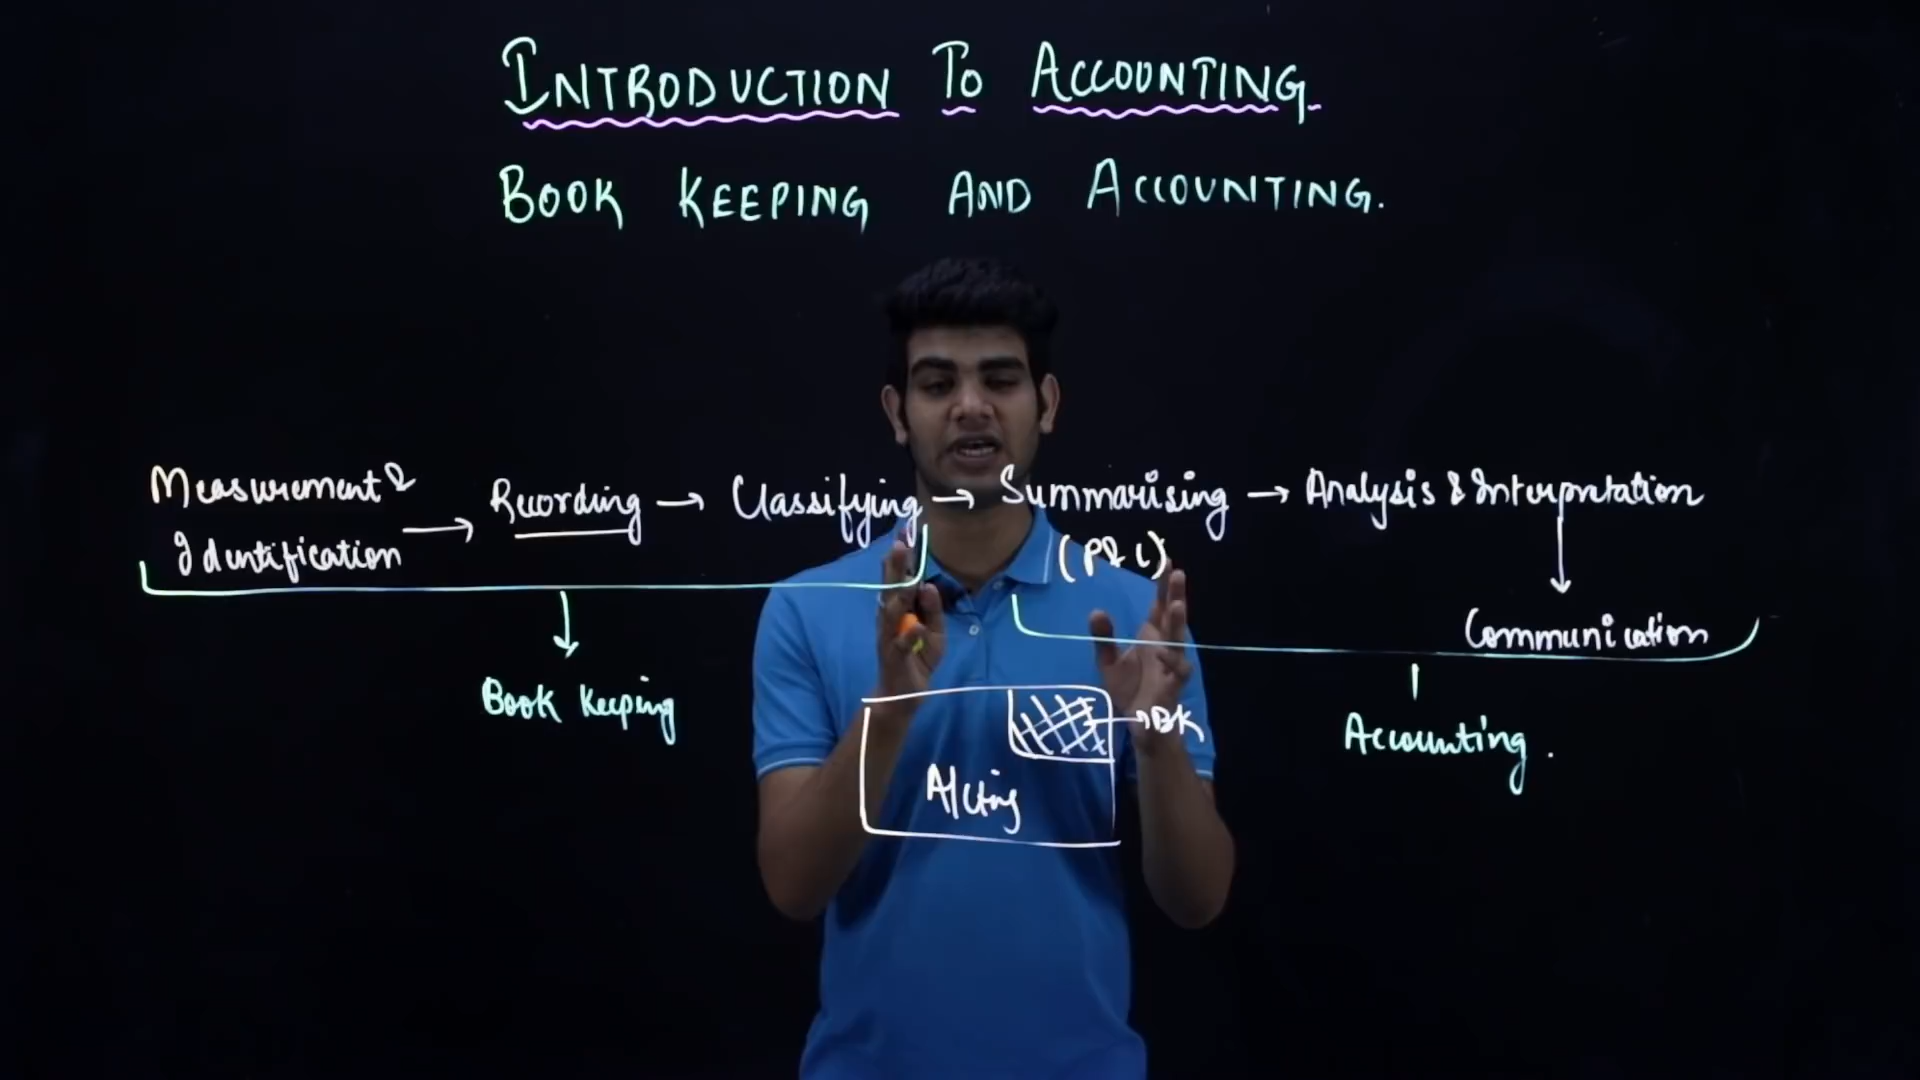 INTRODUCTION TO ACCOUNTING
BOOK KEEPING AND ACCOUNTING.
Measurement & Identification → Recording → Classifying → Summarising → Analysis & Interpretation
(P&L)
Communication
Book Keeping
BK
Accounting.
A/cting